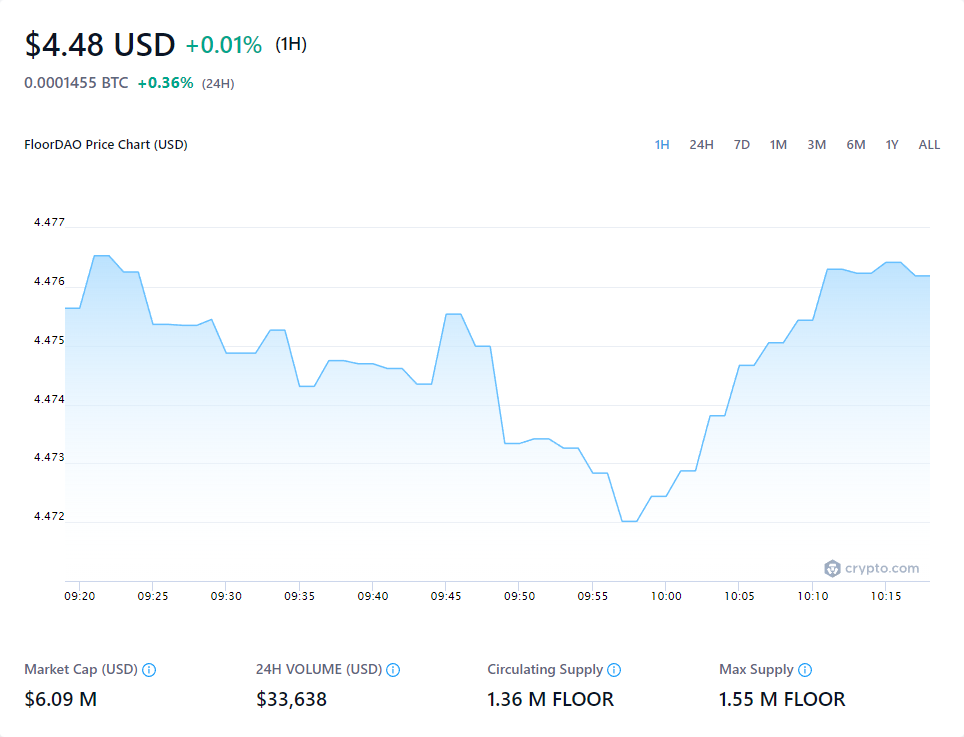 $4.48 USD +0.01% (1H)
0.0001455 BTC +0.36% (24H)
FloorDAO Price Chart (USD) 1H 24H 7D 1M 3M 6M 1Y ALL
4.477
4.476
4.475
4.474
4.473
4.472
crypto.com
09:20 09:25 09:30 09:35 09:40 09:45 09:50 09:55 10:00 10:05 10:10 10:15
Market Cap (USD) 24H VOLUME (USD) Circulating Supply Max Supply
$6.09 M $33,638 1.36 M FLOOR 1.55 M FLOOR